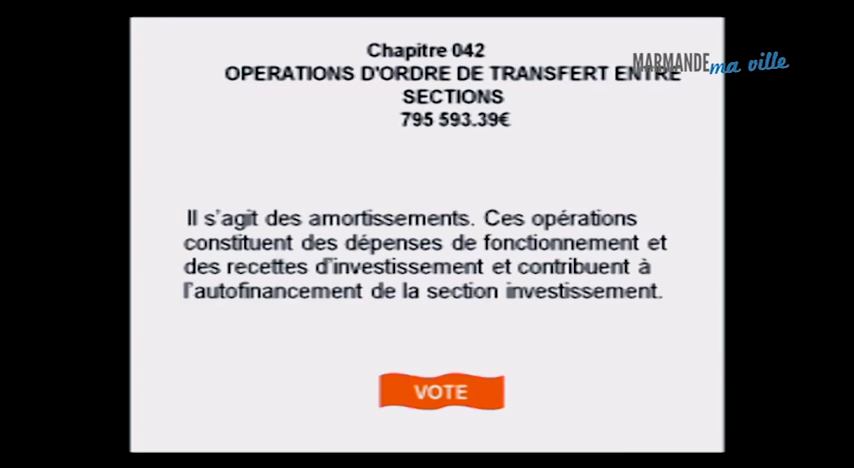 Chapitre 042
OPERATIONS D'ORDRE DE TRANSFERT ENTRE
SECTIONS
795 593.39€
MARMANDE ma ville
Il s'agit des amortissements. Ces opérations
constituent des dépenses de fonctionnement et
des recettes d'investissement et contribuent à
l'autofinancement de la section investissement.
VOTE